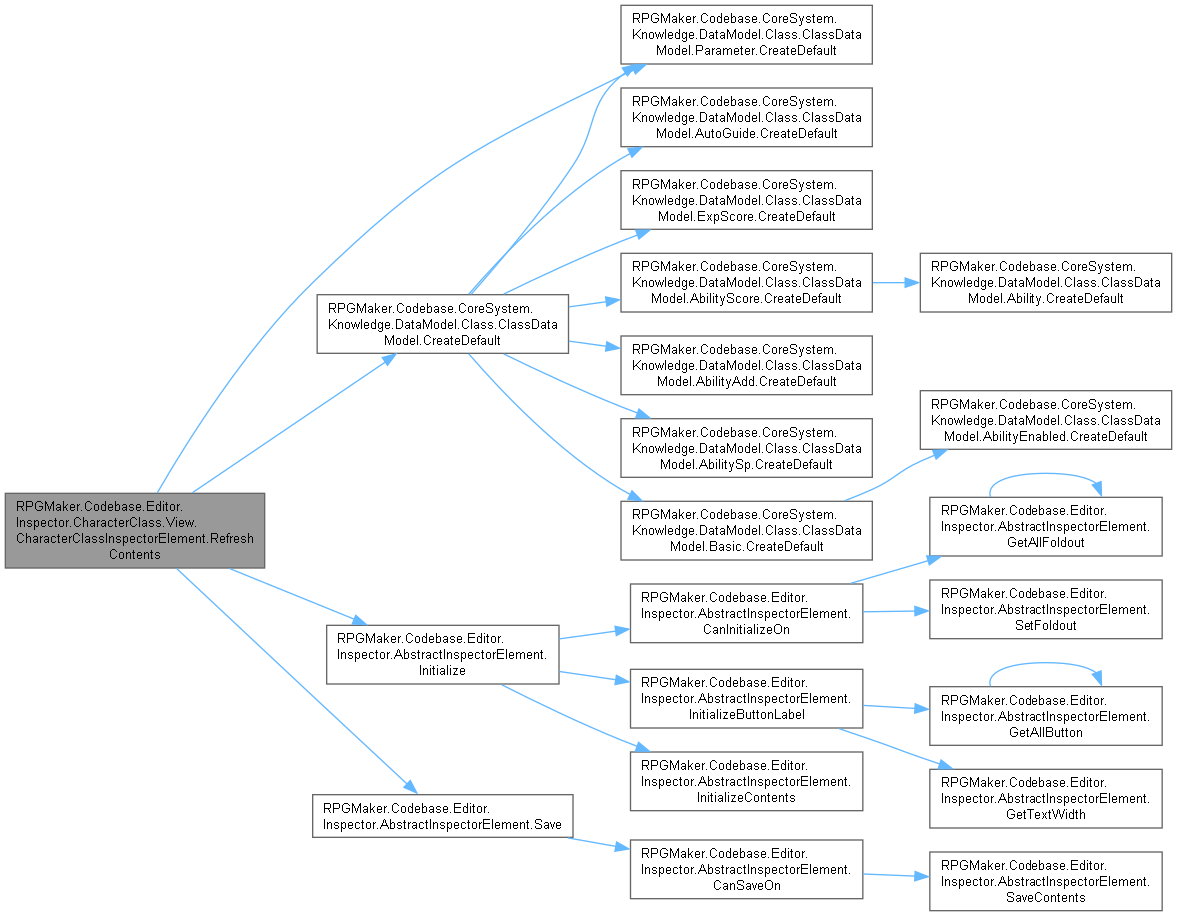 RPGMaker.Codebase.CoreSystem.
Knowledge.DataModel.Class.ClassData
Model.Parameter.CreateDefault
RPGMaker.Codebase.CoreSystem.
Knowledge.DataModel.Class.ClassData
Model.AutoGuide.CreateDefault
RPGMaker.Codebase.CoreSystem.
Knowledge.DataModel.Class.ClassData
Model.ExpScore.CreateDefault
RPGMaker.Codebase.CoreSystem.
Knowledge.DataModel.Class.ClassData
Model.AbilityScore.CreateDefault
RPGMaker.Codebase.CoreSystem.
Knowledge.DataModel.Class.ClassData
Model.Ability.CreateDefault
RPGMaker.Codebase.CoreSystem.
Knowledge.DataModel.Class.ClassData
Model.CreateDefault
RPGMaker.Codebase.CoreSystem.
Knowledge.DataModel.Class.ClassData
Model.AbilityAdd.CreateDefault
RPGMaker.Codebase.CoreSystem.
Knowledge.DataModel.Class.ClassData
Model.AbilitySp.CreateDefault
RPGMaker.Codebase.CoreSystem.
Knowledge.DataModel.Class.ClassData
Model.AbilityEnabled.CreateDefault
RPGMaker.Codebase.Editor.
Inspector.CharacterClass.View.
CharacterClassInspectorElement.Refresh
Contents
RPGMaker.Codebase.CoreSystem.
Knowledge.DataModel.Class.ClassData
Model.Basic.CreateDefault
RPGMaker.Codebase.Editor.
Inspector.AbstractInspectorElement.
GetAllFoldout
RPGMaker.Codebase.Editor.
Inspector.AbstractInspectorElement.
CanInitializeOn
RPGMaker.Codebase.Editor.
Inspector.AbstractInspectorElement.
SetFoldout
RPGMaker.Codebase.Editor.
Inspector.AbstractInspectorElement.
Initialize
RPGMaker.Codebase.Editor.
Inspector.AbstractInspectorElement.
InitializeButtonLabel
RPGMaker.Codebase.Editor.
Inspector.AbstractInspectorElement.
GetAllButton
RPGMaker.Codebase.Editor.
Inspector.AbstractInspectorElement.
InitializeContents
RPGMaker.Codebase.Editor.
Inspector.AbstractInspectorElement.
GetTextWidth
RPGMaker.Codebase.Editor.
Inspector.AbstractInspectorElement.Save
RPGMaker.Codebase.Editor.
Inspector.AbstractInspectorElement.
CanSaveOn
RPGMaker.Codebase.Editor.
Inspector.AbstractInspectorElement.
SaveContents